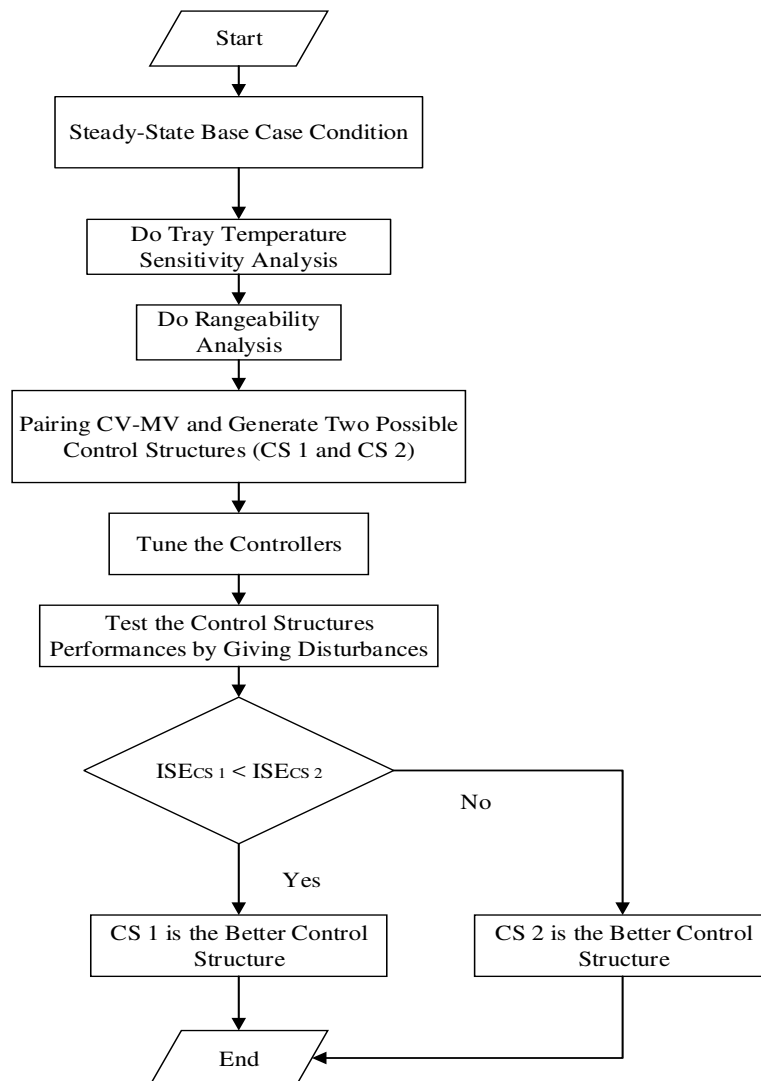 Start
Steady-State Base Case Condition
Do Tray Temperature
Sensitivity Analysis
Do Rangeability
Analysis
Pairing CV-MV and Generate Two Possible
Control Structures (CS 1 and CS 2)
Tune the Controllers
Test the Control Structures
Performances by Giving Disturbances
ISECS 1 < ISECS 2
No
Yes
CS 1 is the Better Control
Structure
CS 2 is the Better Control
Structure
End